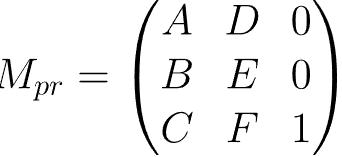 M_{pr} = \begin{pmatrix} A & D & 0 \\ B & E & 0 \\ C & F & 1 \end{pmatrix}